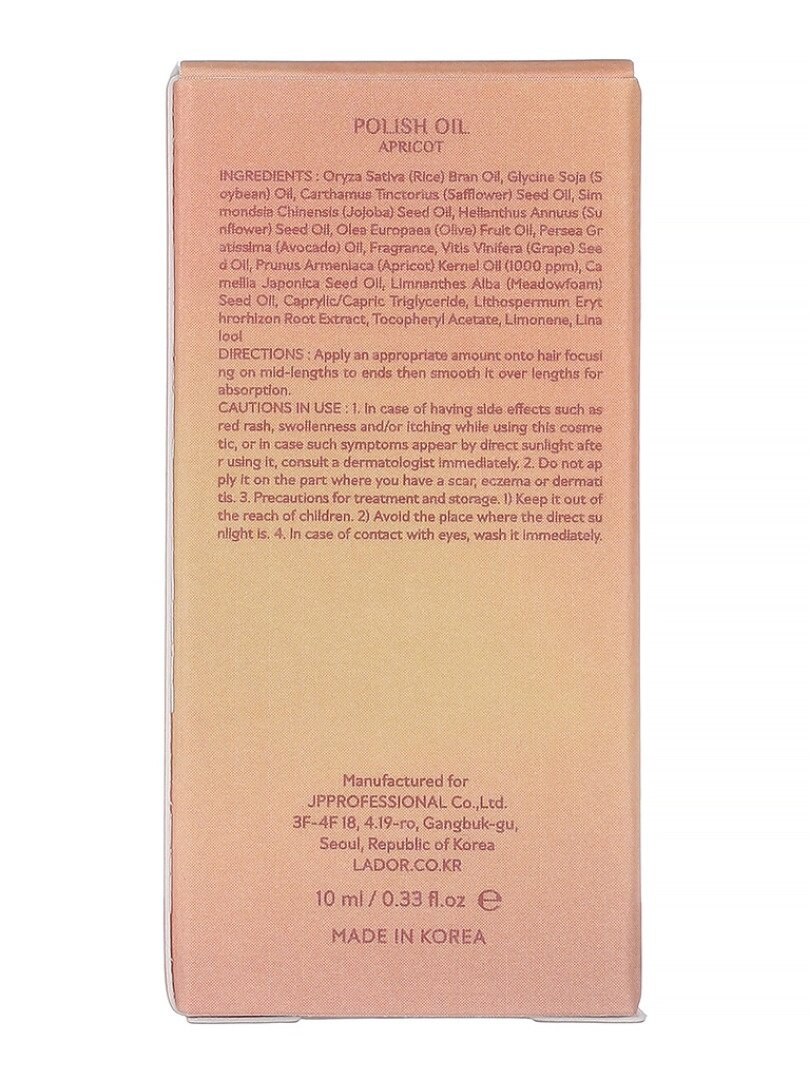 POLISH OIL
APRICOT
INGREDIENTS : Oryza Sativa (Rice) Bran Oil, Glycine Soja (S
oybean) Oil, Carthamus Tinctorius (Safflower) Seed Oil, Sim
mondsia Chinensis (Jojoba) Seed Oil, Helianthus Annuus (Su
nflower) Seed Oil, Olea Europaea (Olive) Fruit Oil, Persea Gr
atissima (Avocado) Oil, Fragrance, Vitis Vinifera (Grape) See
d Oil, Prunus Armeniaca (Apricot) Kernel Oil (1000 ppm), Ca
mellia Japonica Seed Oil, Limnanthes Alba (Meadowfoam)
Seed Oil, Caprylic/Capric Triglyceride, Lithospermum Eryt
hrorhizon Root Extract, Tocopheryl Acetate, Limonene, Lina
lool
DIRECTIONS : Apply an appropriate amount onto hair focusi
ng on mid-lengths to ends then smooth it over lengths for
absorption.
CAUTIONS IN USE : 1. In case of having side effects such as
red rash, swollenness and/or itching while using this cosme
tic, or in case such symptoms appear by direct sunlight afte
r using it, consult a dermatologist immediately. 2. Do not ap
ply it on the part where you have a scar, eczema or dermati
tis. 3. Precautions for treatment and storage. 1) Keep it out of
the reach of children. 2) Avoid the place where the direct su
nlight is. 4. In case of contact with eyes, wash it immediately.
Manufactured for
JPPROFESSIONAL Co.,Ltd.
3F-4F 18, 4.19-ro, Gangbuk-gu,
Seoul, Republic of Korea
LADOR.CO.KR
10 ml / 0.33 fl.oz ℮
MADE IN KOREA